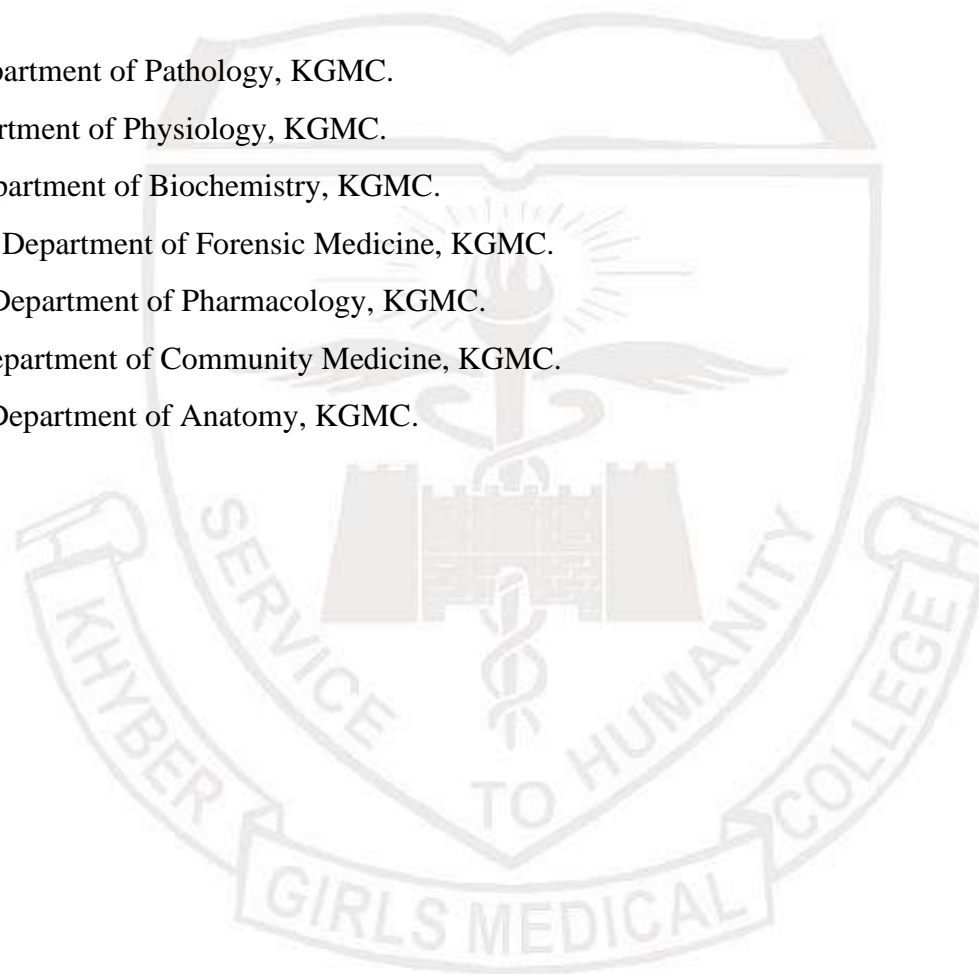 partment of Pathology, KGMC.
rtment of Physiology, KGMC.
partment of Biochemistry, KGMC.
Department of Forensic Medicine, KGMC.
Department of Pharmacology, KGMC.
epartment of Community Medicine, KGMC.
Department of Anatomy, KGMC.
SERVICE TO HUMANITY
KHYBER GIRLS MEDICAL COLLEGE